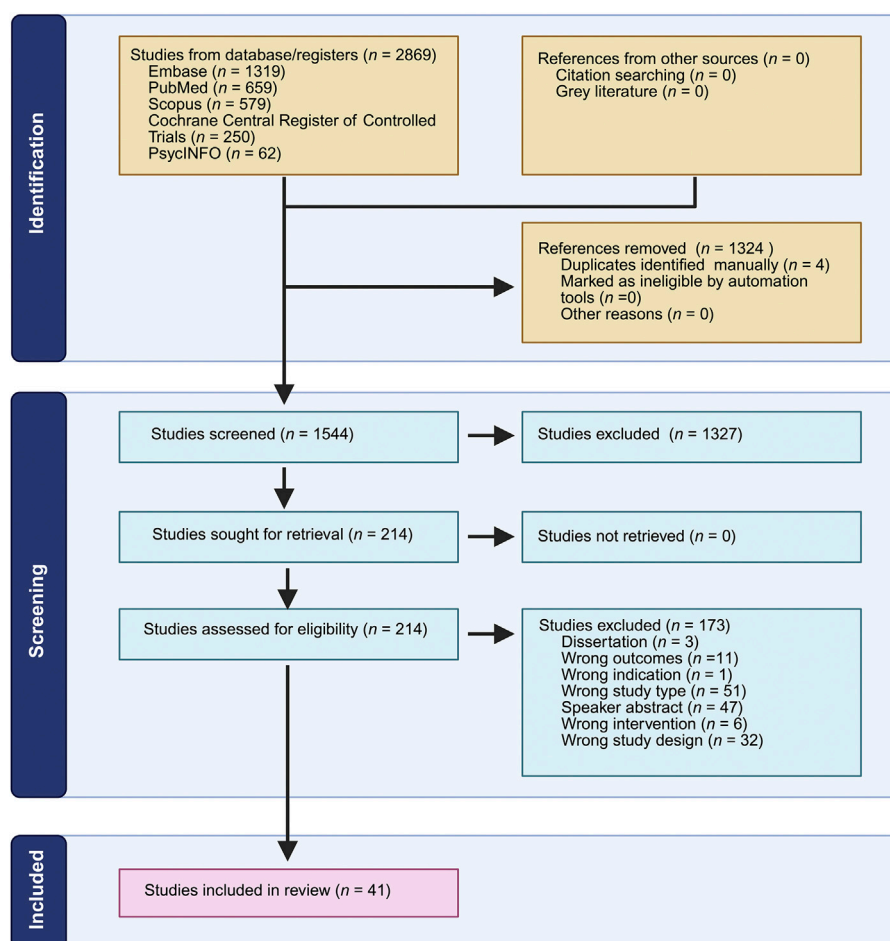 Identification
Studies from database/registers (n = 2869)
Embase (n = 1319)
PubMed (n = 659)
Scopus (n = 579)
Cochrane Central Register of Controlled
Trials (n = 250)
PsycINFO (n = 62)
References from other sources (n = 0)
Citation searching (n = 0)
Grey literature (n = 0)
References removed (n = 1324 )
Duplicates identified manually (n = 4)
Marked as ineligible by automation
tools (n =0)
Other reasons (n = 0)
Screening
Studies screened (n = 1544)
Studies excluded (n = 1327)
Studies sought for retrieval (n = 214)
Studies not retrieved (n = 0)
Studies assessed for eligibility (n = 214)
Studies excluded (n = 173)
Dissertation (n = 3)
Wrong outcomes (n =11)
Wrong indication (n = 1)
Wrong study type (n = 51)
Speaker abstract (n = 47)
Wrong intervention (n = 6)
Wrong study design (n = 32)
Included
Studies included in review (n = 41)